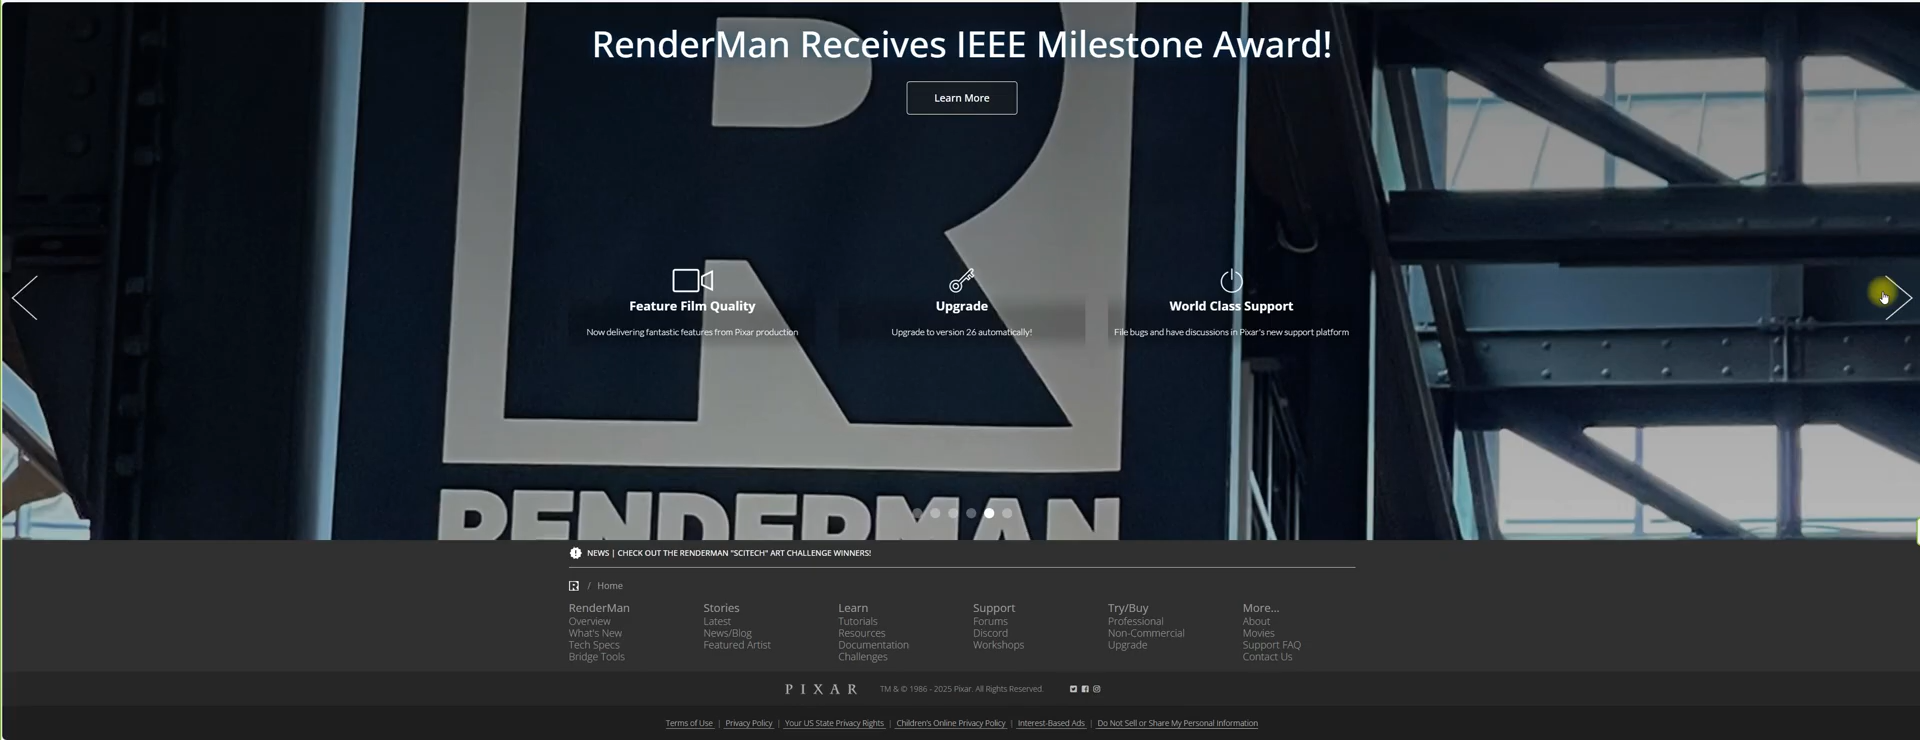 RenderMan Receives IEEE Milestone Award!
Learn More
Feature Film Quality
Now delivering fantastic features from Pixar production
Upgrade
Upgrade to version 26 automatically!
World Class Support
File bugs and have discussions in Pixar's new support platform
RENDERMAN
NEWS | CHECK OUT THE RENDERMAN "SCITECH" ART CHALLENGE WINNERS!
/ Home
RenderMan
Overview
What's New
Tech Specs
Bridge Tools
Stories
Latest
News/Blog
Featured Artist
Learn
Tutorials
Resources
Documentation
Challenges
Support
Forums
Discord
Workshops
Try/Buy
Professional
Non-Commercial
Upgrade
More...
About
Movies
Support FAQ
Contact Us
PIXAR TM & © 1986 - 2025 Pixar. All Rights Reserved.
Terms of Use | Privacy Policy | Your US State Privacy Rights | Children's Online Privacy Policy | Interest-Based Ads | Do Not Sell or Share My Personal Information